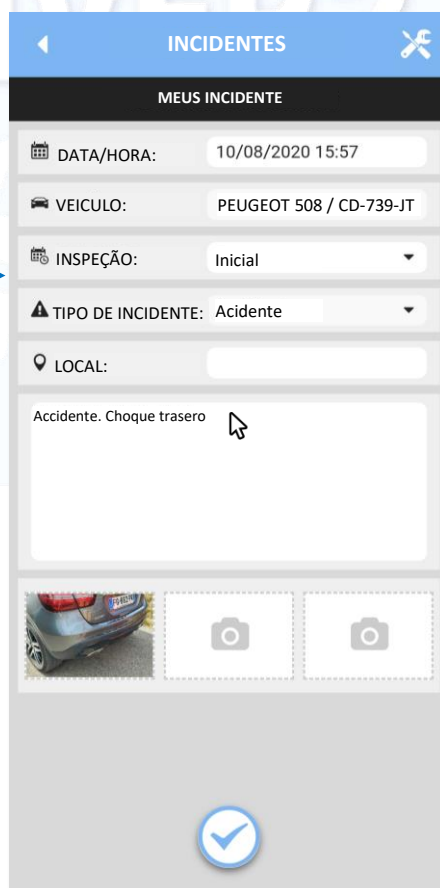 INCIDENTES
MEUS INCIDENTE
DATA/HORA: 10/08/2020 15:57
VEICULO: PEUGEOT 508 / CD-739-JT
INSPEÇÃO: Inicial
TIPO DE INCIDENTE: Acidente
LOCAL:
Accidente. Choque trasero